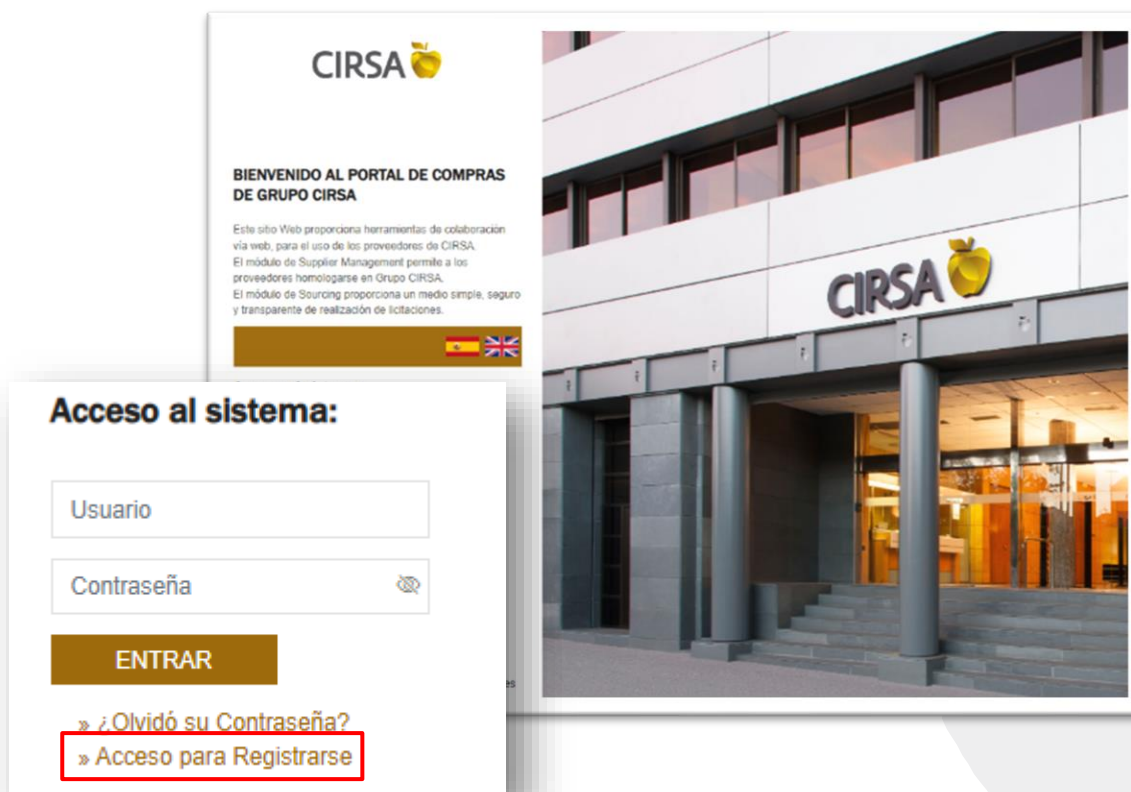 CIRSA
BIENVENIDO AL PORTAL DE COMPRAS
DE GRUPO CIRSA
Este sitio Web proporciona herramientas de colaboración
vía web, para el uso de los proveedores de CIRSA.
El módulo de Supplier Management permite a los
proveedores homologarse en Grupo CIRSA.
El módulo de Sourcing proporciona un medio simple, seguro
y transparente de realización de licitaciones.
CIRSA
Acceso al sistema:
Usuario
Contraseña
ENTRAR
» ¿Olvidó su Contraseña?
» Acceso para Registrarse